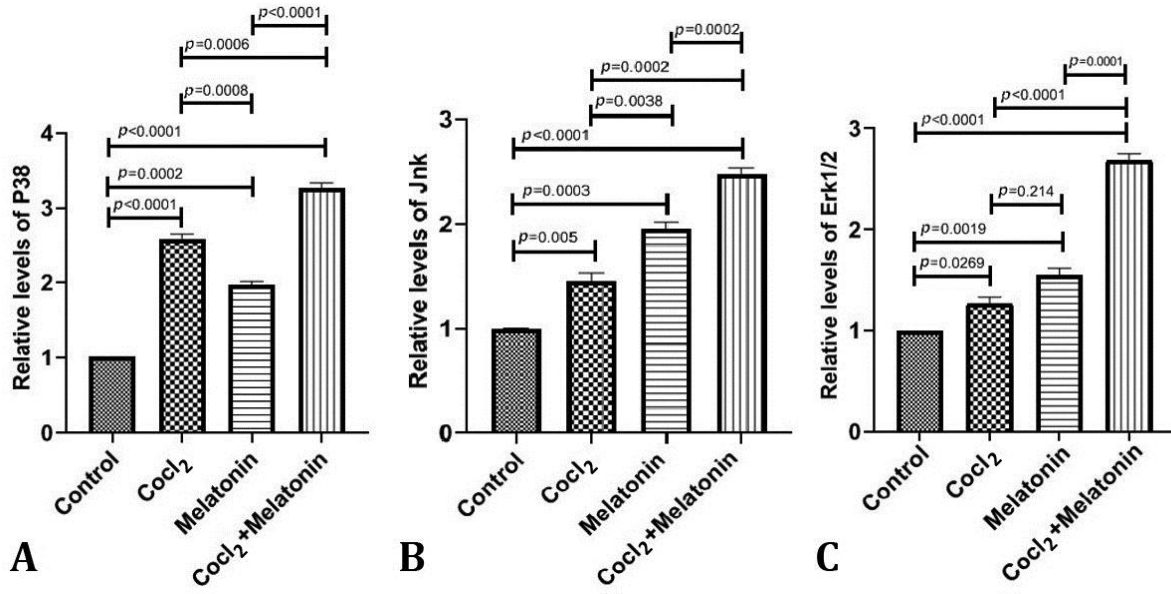 p<0.0001
p=0.0006
p=0.0008
p<0.0001
p=0.0002
p<0.0001
Relative levels of P38
4
3
2
1
0
Control
Cocl2
Melatonin
Cocl2+Melatonin
A
p=0.0002
p=0.0002
p=0.0038
p<0.0001
p=0.0003
p=0.005
Relative levels of Jnk
3
2
1
0
Control
Cocl2
Melatonin
Cocl2+Melatonin
B
p=0.0001
p<0.0001
p<0.0001
p=0.214
p=0.0019
p=0.0269
Relative levels of Erk1/2
3
2
1
0
Control
Cocl2
Melatonin
Cocl2+Melatonin
C